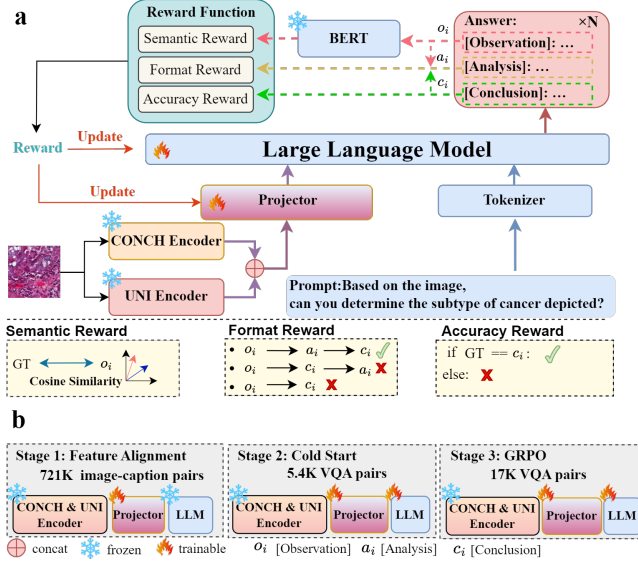 a
Reward Function
Semantic Reward
Format Reward
Accuracy Reward
BERT
o_i
a_i
c_i
Answer: ×N
[Observation]: ...
[Analysis]: ...
[Conclusion]: ...
Reward
Update
Large Language Model
Update
Projector
Tokenizer
CONCH Encoder
UNI Encoder
Prompt:Based on the image,
can you determine the subtype of cancer depicted?
Semantic Reward
GT o_i
Cosine Similarity
Format Reward
• o_i → a_i → c_i ✓
• o_i → c_i → a_i ✗
• o_i → c_i ✗
Accuracy Reward
if GT == c_i: ✓
else: ✗
b
Stage 1: Feature Alignment
721K image-caption pairs
CONCH & UNI
Encoder
Projector
LLM
Stage 2: Cold Start
5.4K VQA pairs
CONCH & UNI
Encoder
Projector
LLM
Stage 3: GRPO
17K VQA pairs
CONCH & UNI
Encoder
Projector
LLM
concat frozen trainable o_i [Observation] a_i [Analysis] c_i [Conclusion]